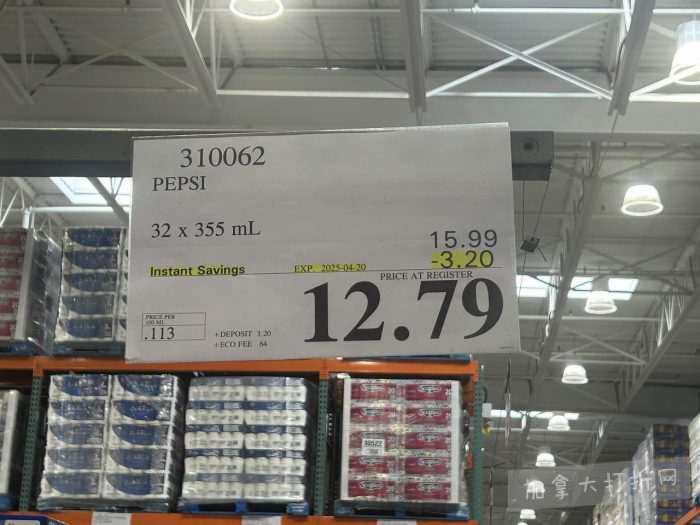 310062
PEPSI
32 x 355 mL
15.99
Instant Savings EXP. 2025-04-20 -3.20
PRICE AT REGISTER
12.79
PRICE PER
100 ML
.113
+DEPOSIT 3.20
+ECO FEE 64
加拿大打折网